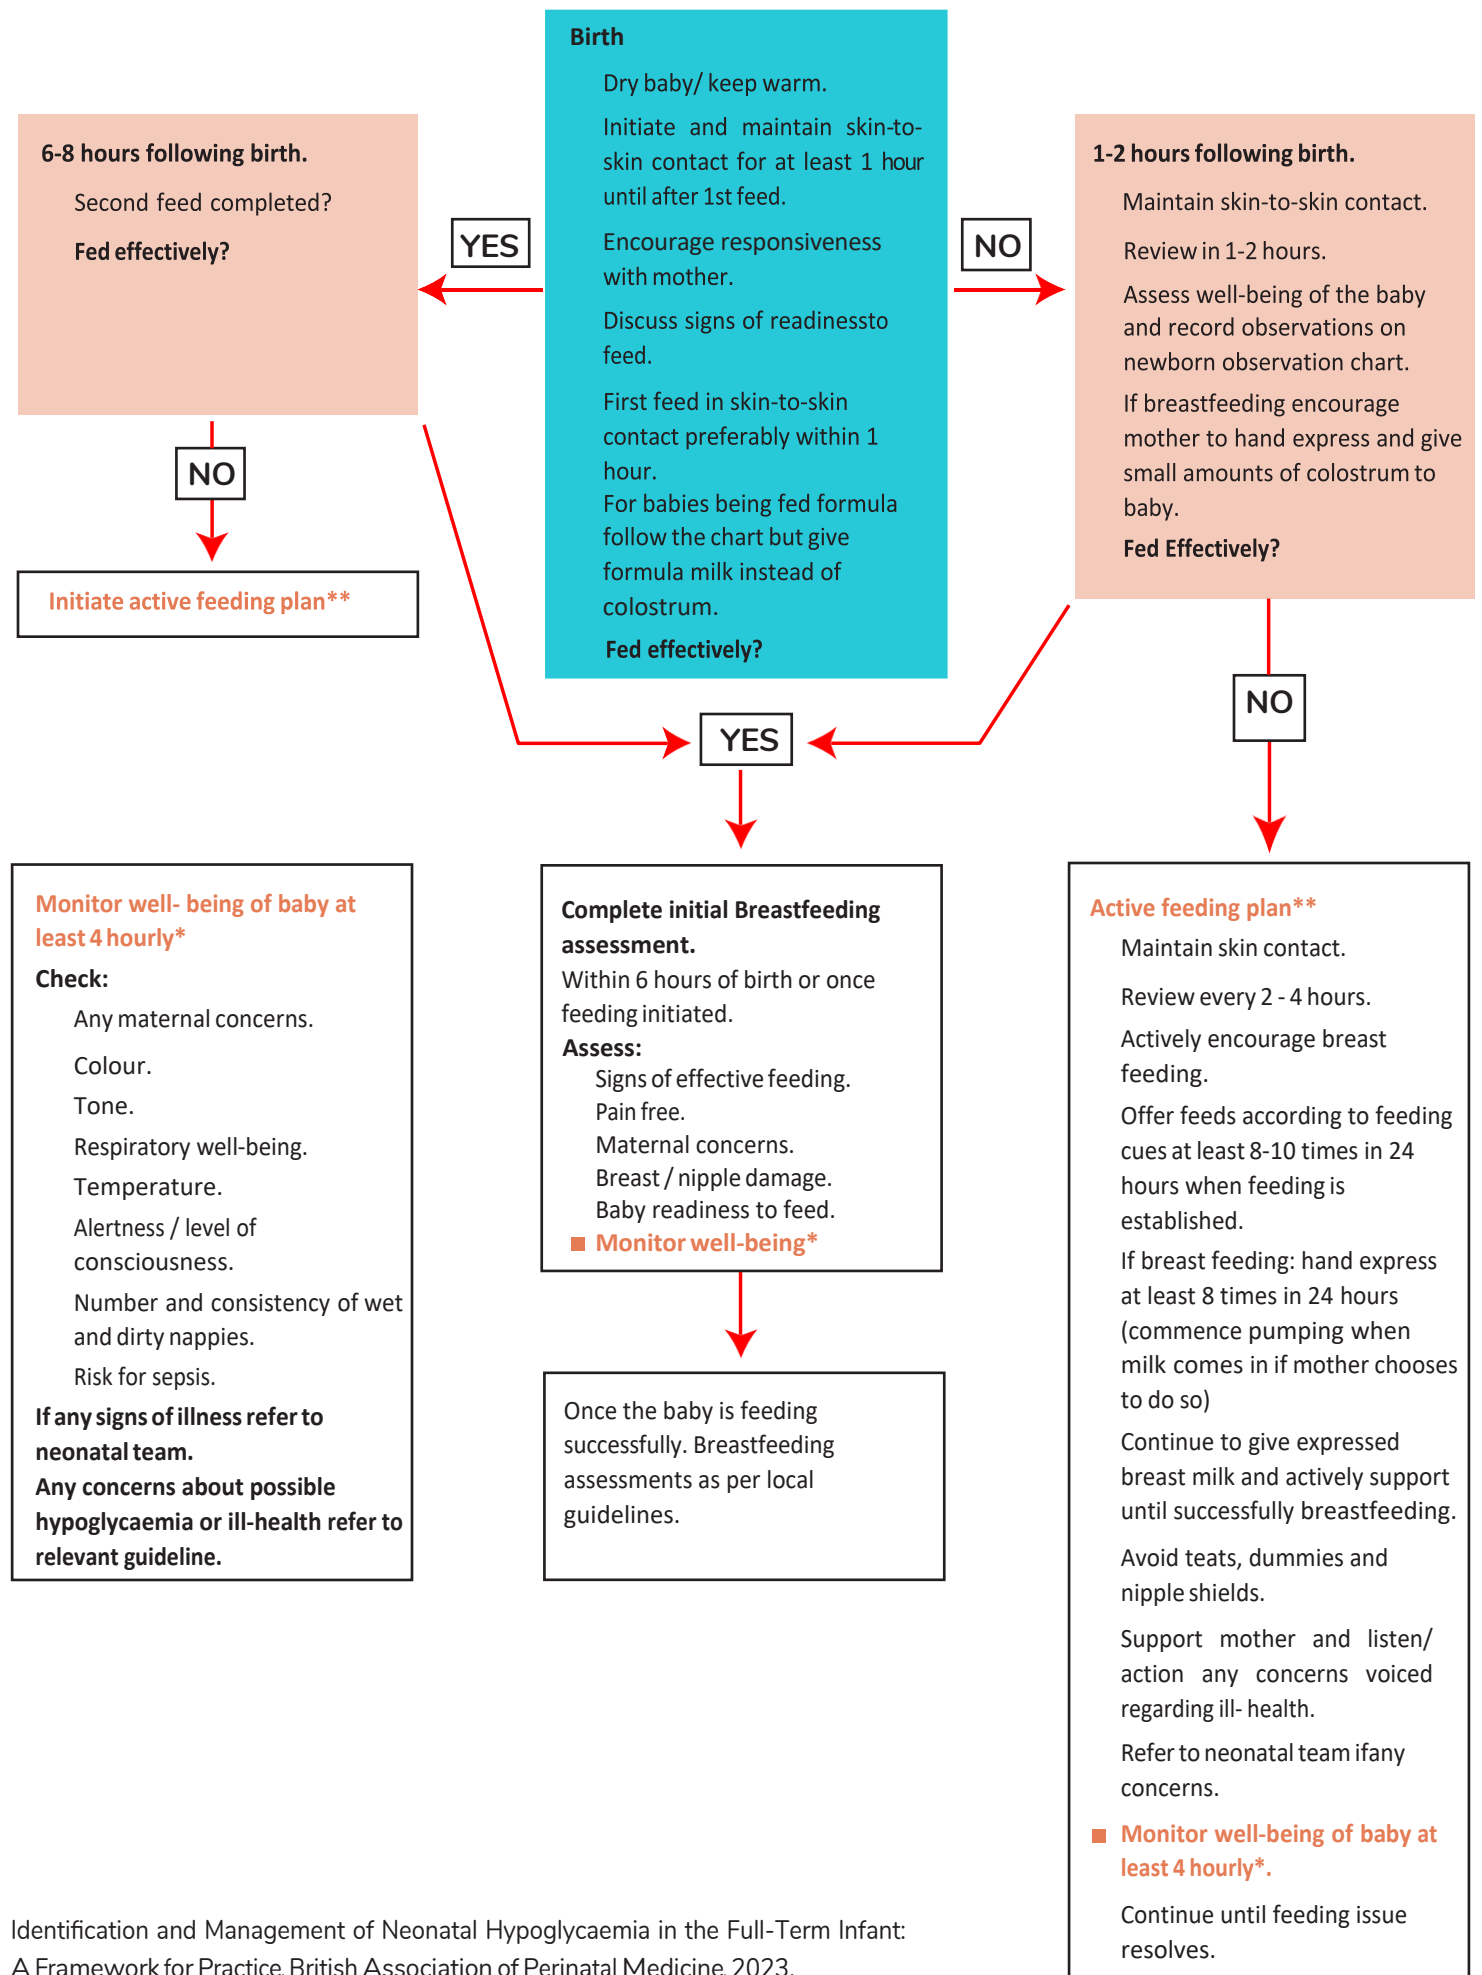 Birth
Dry baby/ keep warm.
Initiate and maintain skin-to-
skin contact for at least 1 hour
until after 1st feed.
Encourage responsiveness
with mother.
Discuss signs of readinessto
feed.
First feed in skin-to-skin
contact preferably within 1
hour.
For babies being fed formula
follow the chart but give
formula milk instead of
colostrum.
Fed effectively?
YES
NO
6-8 hours following birth.
Second feed completed?
Fed effectively?
NO
Initiate active feeding plan**
1-2 hours following birth.
Maintain skin-to-skin contact.
Review in 1-2 hours.
Assess well-being of the baby
and record observations on
newborn observation chart.
If breastfeeding encourage
mother to hand express and give
small amounts of colostrum to
baby.
Fed Effectively?
YES
NO
Monitor well- being of baby at
least 4 hourly*
Check:
Any maternal concerns.
Colour.
Tone.
Respiratory well-being.
Temperature.
Alertness / level of
consciousness.
Number and consistency of wet
and dirty nappies.
Risk for sepsis.
If any signs of illness refer to
neonatal team.
Any concerns about possible
hypoglycaemia or ill-health refer to
relevant guideline.
Complete initial Breastfeeding
assessment.
Within 6 hours of birth or once
feeding initiated.
Assess:
Signs of effective feeding.
Pain free.
Maternal concerns.
Breast / nipple damage.
Baby readiness to feed.
Monitor well-being*
Once the baby is feeding
successfully. Breastfeeding
assessments as per local
guidelines.
Active feeding plan**
Maintain skin contact.
Review every 2 - 4 hours.
Actively encourage breast
feeding.
Offer feeds according to feeding
cues at least 8-10 times in 24
hours when feeding is
established.
If breast feeding: hand express
at least 8 times in 24 hours
(commence pumping when
milk comes in if mother chooses
to do so)
Continue to give expressed
breast milk and actively support
until successfully breastfeeding.
Avoid teats, dummies and
nipple shields.
Support mother and listen/
action any concerns voiced
regarding ill- health.
Refer to neonatal team ifany
concerns.
Monitor well-being of baby at
least 4 hourly*.
Continue until feeding issue
resolves.
Identification and Management of Neonatal Hypoglycaemia in the Full-Term Infant:
A Framework for Practice. British Association of Perinatal Medicine. 2023.